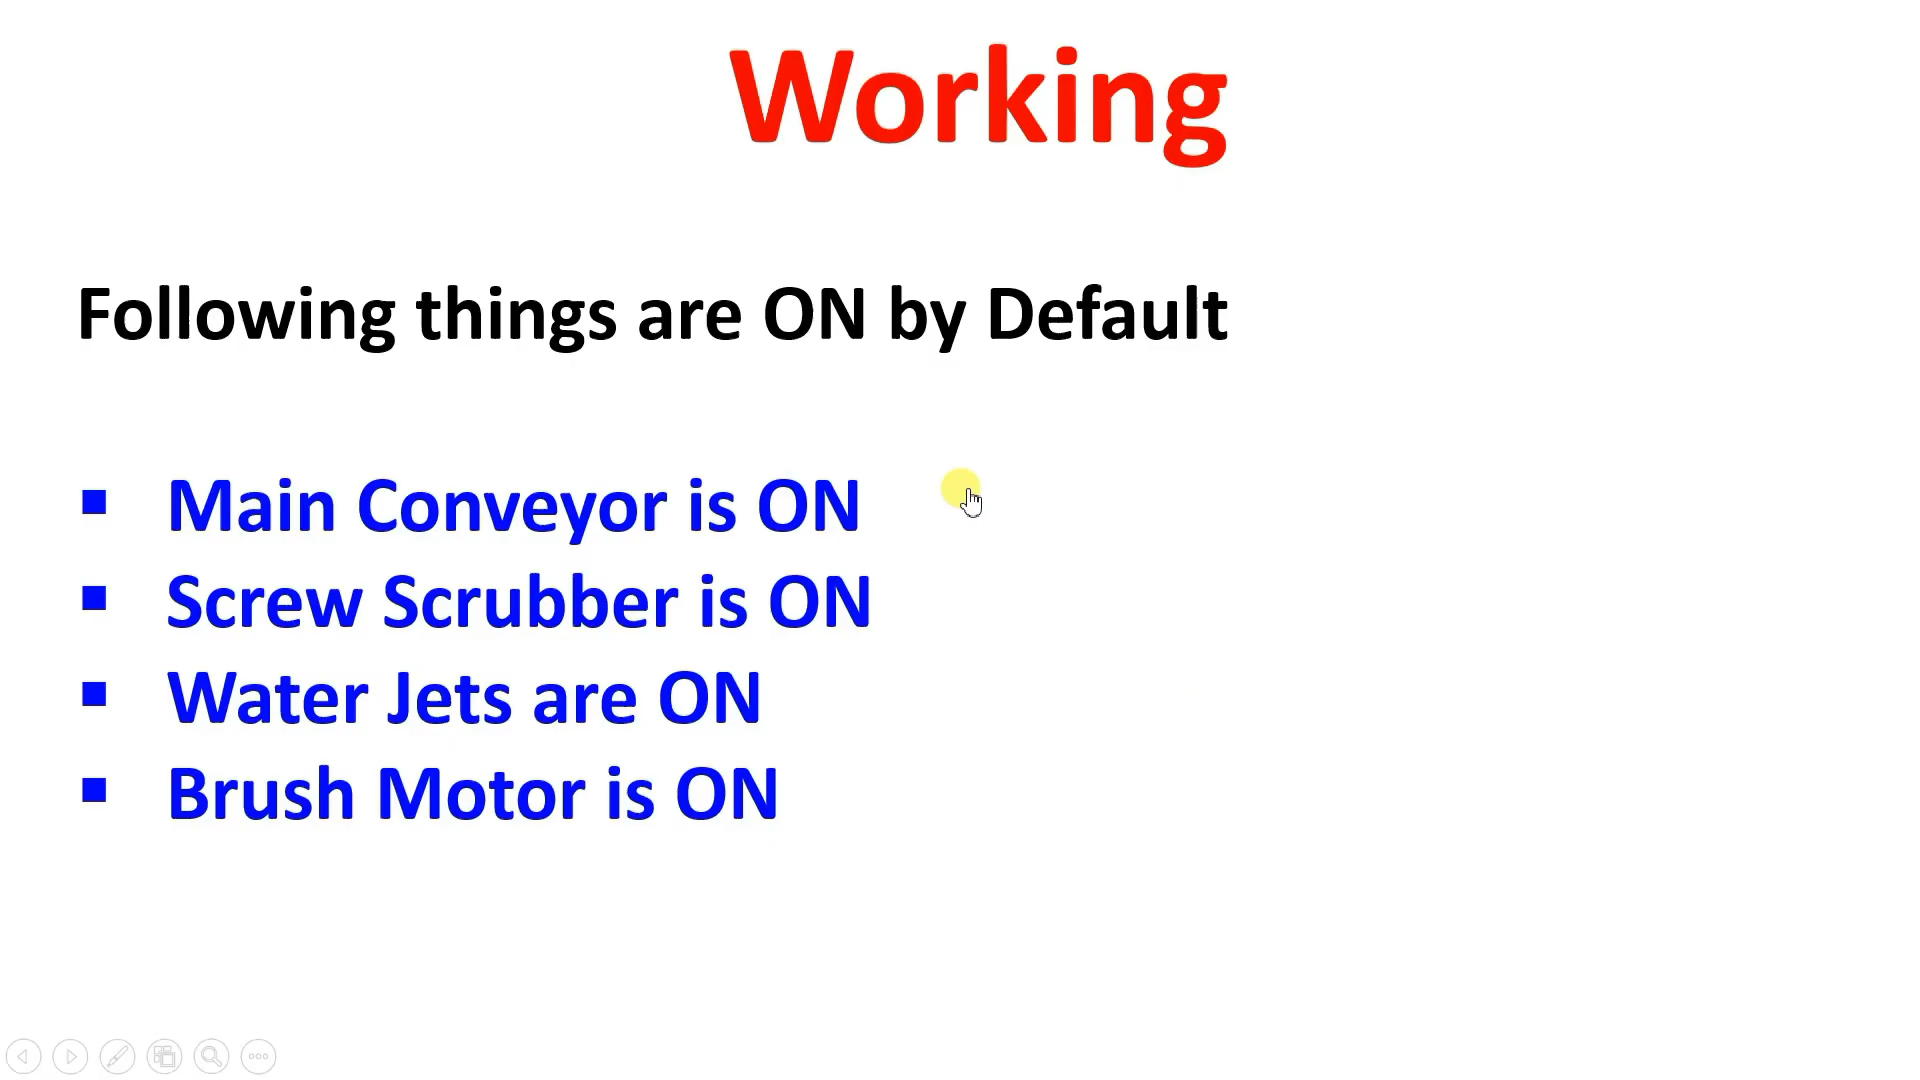 Working
Following things are ON by Default
▪ Main Conveyor is ON
▪ Screw Scrubber is ON
▪ Water Jets are ON
▪ Brush Motor is ON